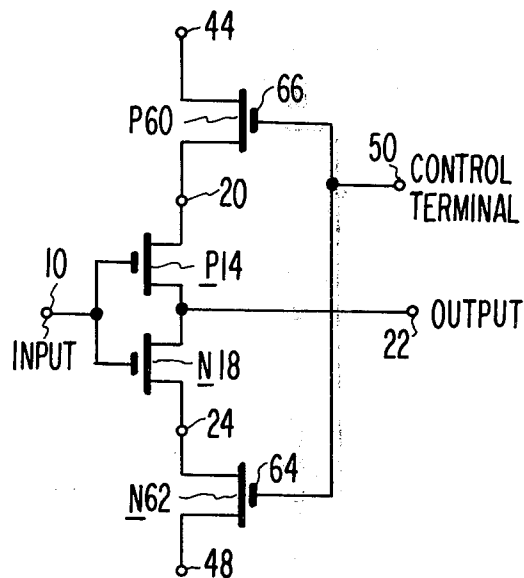 44
66
P60
50
CONTROL
TERMINAL
20
10
P14
INPUT
OUTPUT
22
N18
24
64
N62
48